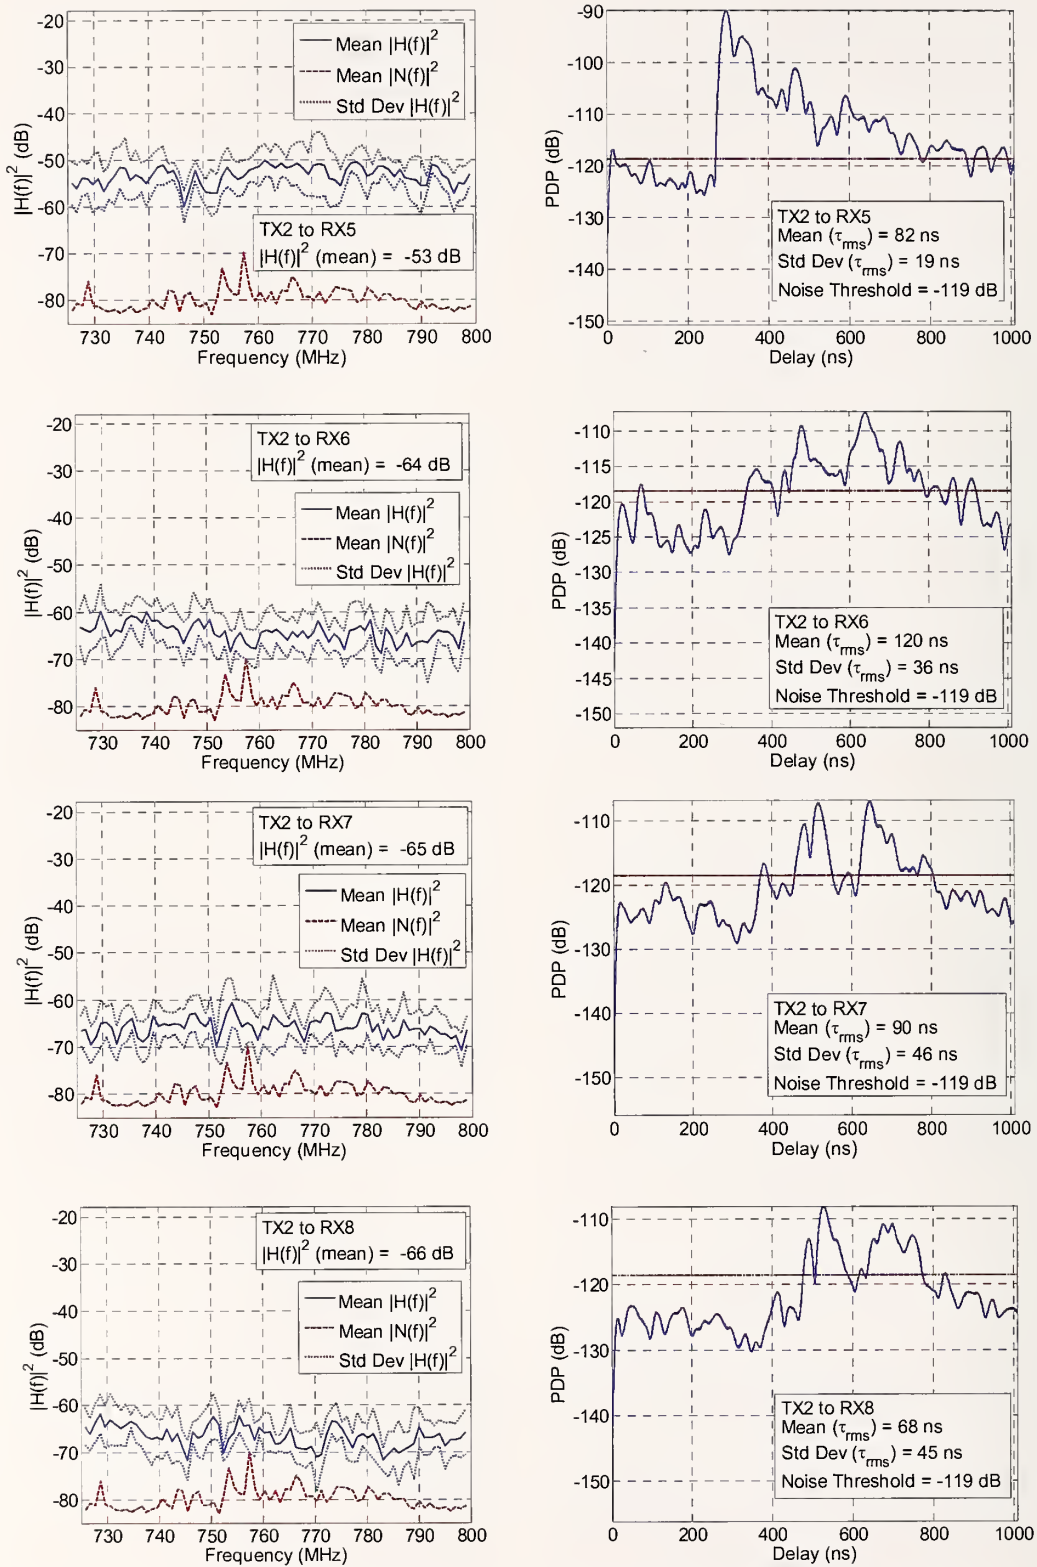 -20
-30
-40
-50
-60
-70
-80
|H(f)|² (dB)
Mean |H(f)|²
Mean |N(f)|²
Std Dev |H(f)|²
TX2 to RX5
|H(f)|² (mean) = -53 dB
730 740 750 760 770 780 790 800
Frequency (MHz)
-90
-100
-110
-120
-130
-140
-150
PDP (dB)
TX2 to RX5
Mean (τrms) = 82 ns
Std Dev (τrms) = 19 ns
Noise Threshold = -119 dB
0 200 400 600 800 1000
Delay (ns)
-20
-30
-40
-50
-60
-70
-80
|H(f)|² (dB)
TX2 to RX6
|H(f)|² (mean) = -64 dB
Mean |H(f)|²
Mean |N(f)|²
Std Dev |H(f)|²
730 740 750 760 770 780 790 800
Frequency (MHz)
-110
-115
-120
-125
-130
-135
-140
-145
-150
PDP (dB)
TX2 to RX6
Mean (τrms) = 120 ns
Std Dev (τrms) = 36 ns
Noise Threshold = -119 dB
0 200 400 600 800 1000
Delay (ns)
-20
-30
-40
-50
-60
-70
-80
|H(f)|² (dB)
TX2 to RX7
|H(f)|² (mean) = -65 dB
Mean |H(f)|²
Mean |N(f)|²
Std Dev |H(f)|²
730 740 750 760 770 780 790 800
Frequency (MHz)
-110
-120
-130
-140
-150
PDP (dB)
TX2 to RX7
Mean (τrms) = 90 ns
Std Dev (τrms) = 46 ns
Noise Threshold = -119 dB
0 200 400 600 800 1000
Delay (ns)
-20
-30
-40
-50
-60
-70
-80
|H(f)|² (dB)
TX2 to RX8
|H(f)|² (mean) = -66 dB
Mean |H(f)|²
Mean |N(f)|²
Std Dev |H(f)|²
730 740 750 760 770 780 790 800
Frequency (MHz)
-110
-120
-130
-140
-150
PDP (dB)
TX2 to RX8
Mean (τrms) = 68 ns
Std Dev (τrms) = 45 ns
Noise Threshold = -119 dB
0 200 400 600 800 1000
Delay (ns)